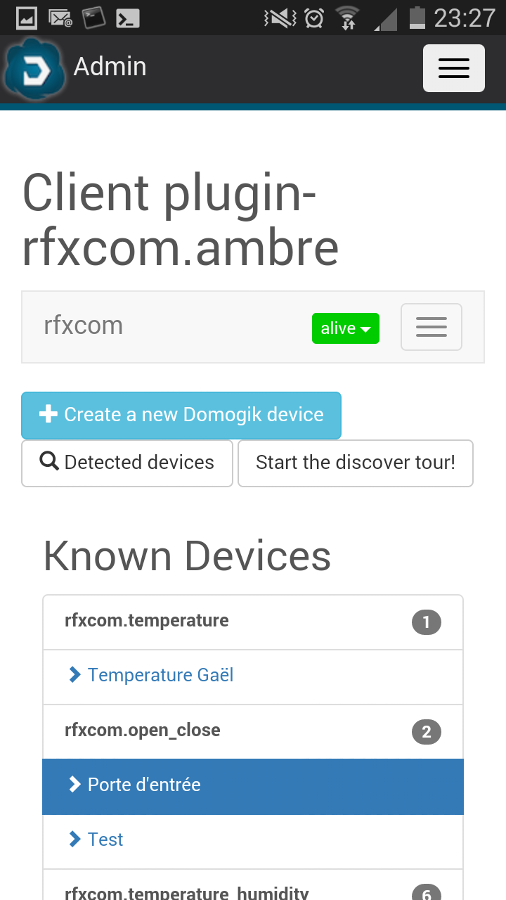 23:27
Admin
Client plugin-
rfxcom.ambre
rfxcom
alive
Create a new Domogik device
Detected devices
Start the discover tour!
Known Devices
rfxcom.temperature 1
Temperature Gaël
rfxcom.open_close 2
Porte d'entrée
Test
rfxcom.temperature_humidity 6